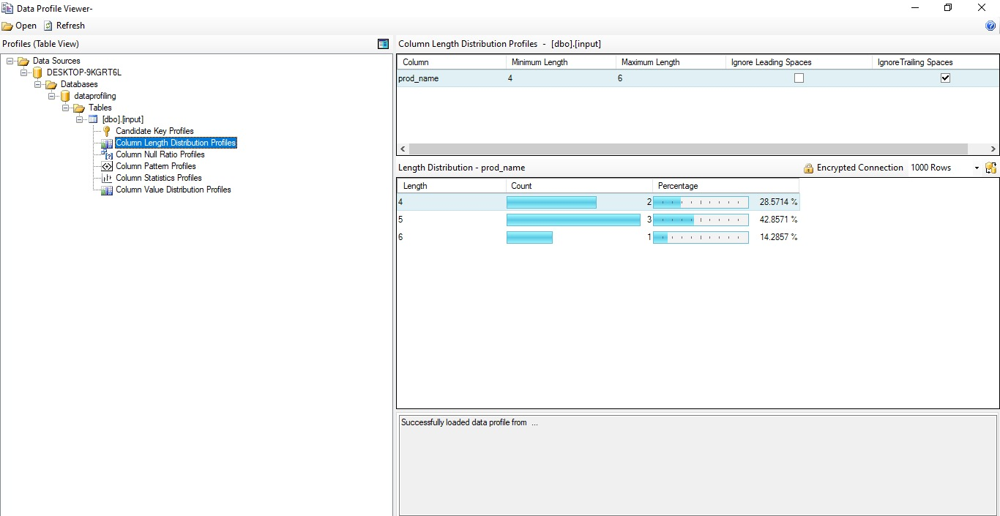 Data Profile Viewer-
Open Refresh
Profiles (Table View)
Data Sources
DESKTOP-9KGRT6L
Databases
dataprofiling
Tables
[dbo].[input]
Candidate Key Profiles
Column Length Distribution Profiles
Column Null Ratio Profiles
Column Pattern Profiles
Column Statistics Profiles
Column Value Distribution Profiles
Column Length Distribution Profiles - [dbo].[input]
Column Minimum Length Maximum Length Ignore Leading Spaces IgnoreTrailing Spaces
prod_name 4 6
Length Distribution - prod_name Encrypted Connection 1000 Rows
Length Count Percentage
4 2 28.5714 %
5 3 42.8571 %
6 1 14.2857 %
Successfully loaded data profile from ...